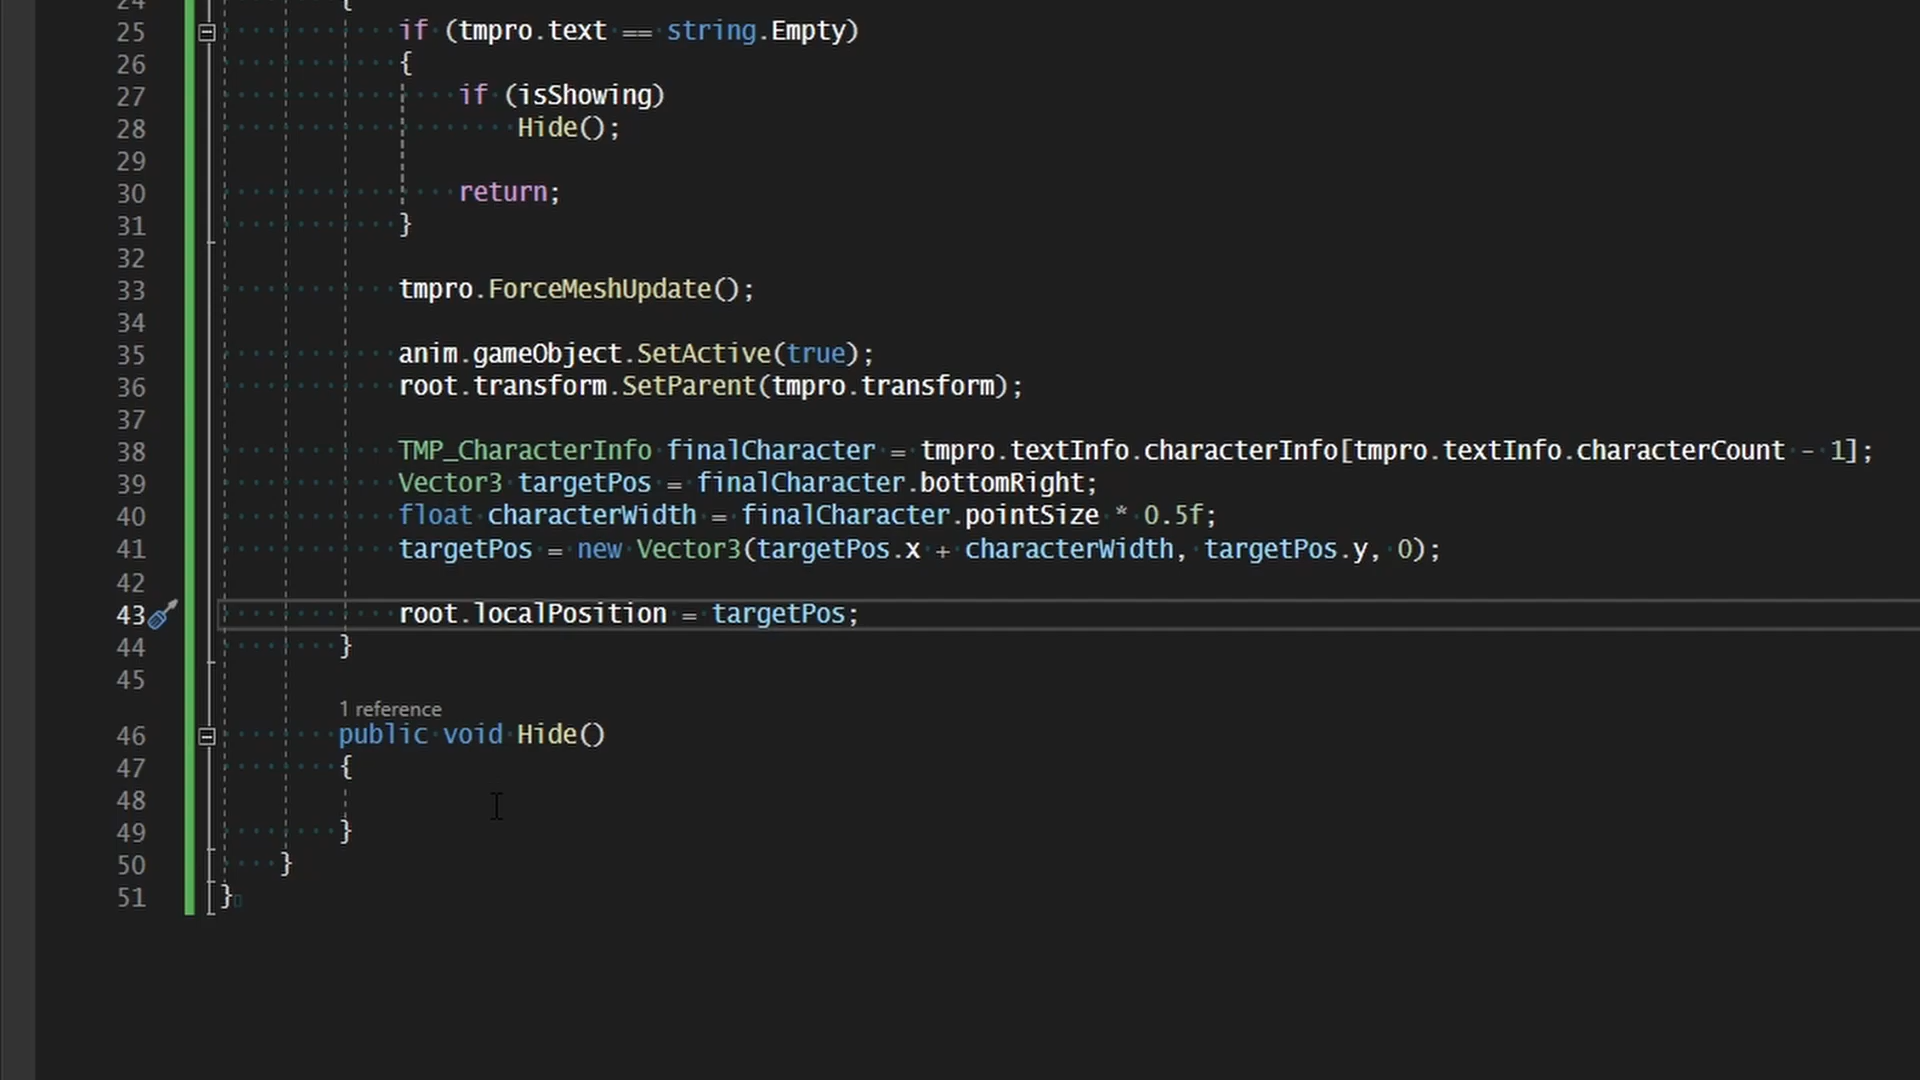 24 {
25 if (tmpro.text == string.Empty)
26 {
27 if (isShowing)
28 Hide();
29
30 return;
31 }
32
33 tmpro.ForceMeshUpdate();
34
35 anim.gameObject.SetActive(true);
36 root.transform.SetParent(tmpro.transform);
37
38 TMP_CharacterInfo finalCharacter = tmpro.textInfo.characterInfo[tmpro.textInfo.characterCount - 1];
39 Vector3 targetPos = finalCharacter.bottomRight;
40 float characterWidth = finalCharacter.pointSize * 0.5f;
41 targetPos = new Vector3(targetPos.x + characterWidth, targetPos.y, 0);
42
43 root.localPosition = targetPos;
44 }
45
1 reference
46 public void Hide()
47 {
48
49 }
50 }
51 }